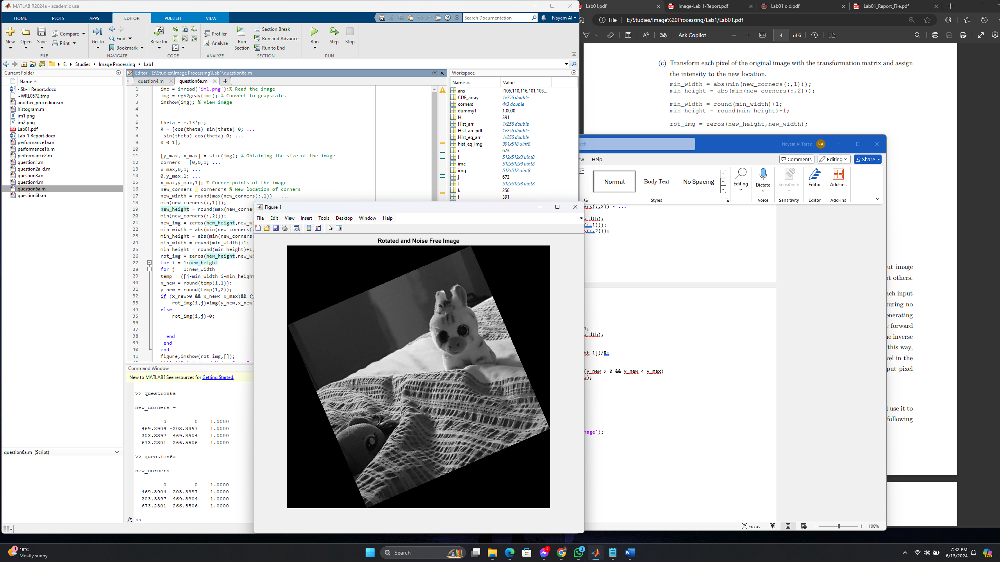 MATLAB R2024a - academic use
HOME PLOTS APPS EDITOR PUBLISH VIEW
Search Documentation
Nayem Al
New Open Save Compare Print
Go To Find Bookmark
Refactor
Profiler Analyze
Run Section
Section Break
Run and Advance
Run to End
Run Step Stop
FILE NAVIGATE CODE ANALYZE SECTION RUN
E: Studies Image Processing Lab1
Current Folder
Name
~$b-1 Report.docx
~WRL0572.tmp
another_procediure.m
histogram.m
im1.png
im2.png
Lab01.pdf
Lab-1 Report.docx
performance1a.m
performance1b.m
performance2.m
question1.m
question2a_d.m
question3.m
question4.m
question6a.m
question6b.m
question6a.m (Script)
Editor - E:\Studies\Image Processing\Lab1\question6a.m
question4.m question6a.m
1 imc = imread('im1.png');% Read the image
2 img = rgb2gray(imc); % Convert to grayscale.
3 imshow(img); % View image
4
5
6 theta = -.13*pi;
7 R = [cos(theta) sin(theta) 0; ...
8 -sin(theta) cos(theta) 0; ...
9 0 0 1];
10
11 [y_max, x_max] = size(img); % Obtaining the size of the image
12 corners = [0,0,1; ...
13 x_max,0,1; ...
14 0,y_max,1; ...
15 x_max,y_max,1]; % Corner points of the image
16 new_corners = corners*R % New location of corners
17 new_width = round(max(new_corners(:,1)) - ...
18 min(new_corners(:,1)));
19 new_height = round(max(new_corner
20 min(new_corners(:,2)));
21 new_img = zeros(new_height,new_wi
22 min_width = abs(min(new_corners(:
23 min_height = abs(min(new_corners(
24 min_width = round(min_width)+1;
25 min_height = round(min_height)+1;
26 rot_img = zeros(new_height,new_wi
27 for i = 1:new_height
28 for j = 1:new_width
29 temp = ([j-min_width i-min_height
30 x_new = round(temp(1,1));
31 y_new = round(temp(1,2));
32 if (x_new>0 && x_new< x_max)&& (y
33 rot_img(i,j)=img(y_new,x_new)
34 else
35 rot_img(i,j)=0;
36
37
38 end
39 end
40 end
41 figure,imshow(rot_img,[]);
Command Window
New to MATLAB? See resources for Getting Started.
>> question6a
new_corners =
0 0 1.0000
469.8904 -203.3397 1.0000
203.3397 469.8904 1.0000
673.2301 266.5506 1.0000
>> question6a
new_corners =
0 0 1.0000
469.8904 -203.3397 1.0000
203.3397 469.8904 1.0000
673.2301 266.5506 1.0000
fx >>
Workspace
Name Value
ans [105,110,116,101,103,...
CDF_array 1x256 double
corners 4x3 double
dummy1 1.0000
H 391
Hist_arr 1x256 double
Hist_arr_pdf 1x256 double
Hist_eq_arr 1x256 double
hist_eq_img 391x518 uint8
i 673
I 512x512x3 uint8
imc 512x512x3 uint8
img 512x512 uint8
j 673
J 512x512x3 uint8
k 256
l 391
Figure 1
File Edit View Insert Tools Desktop Window Help
Rotated and Noise Free Image
Lab01.pdf Image-Lab 1-Report.pdf Lab01 old.pdf Lab01_Report_File.pdf
File E:/Studies/Image%20Processing/Lab1/Lab01.pdf
Ask Copilot 4 of 6
(c) Transform each pixel of the original image with the transformation matrix and assign
the intensity to the new location.
min_width = abs(min(new_corners(:,1)));
min_height = abs(min(new_corners(:,2)));
min_width = round(min_width)+1;
min_height = round(min_height)+1;
rot_img = zeros(new_height,new_width);
rch
Nayem Al Tareq NA
ew Help Comments Editing Share
Normal Body Text No Spacing
Editing Dictate Sensitivity Editor Add-ins
Styles Voice Sensitivity Editor Add-ins
ers(:,2)) - ...
width);
(:,1)));
s(:,2)));
1;
width);
ht 1])/R;
(y_new > 0 && y_new < y_max)
w);
mage');
Focus 100%
ut image
ot others.
ach input
suring no
enerating
e forward
he inverse
this way,
xel in the
put pixel
l use it to
following
1
18°C
Mostly sunny
Search
5
3
7:32 PM
6/13/2024
PRE